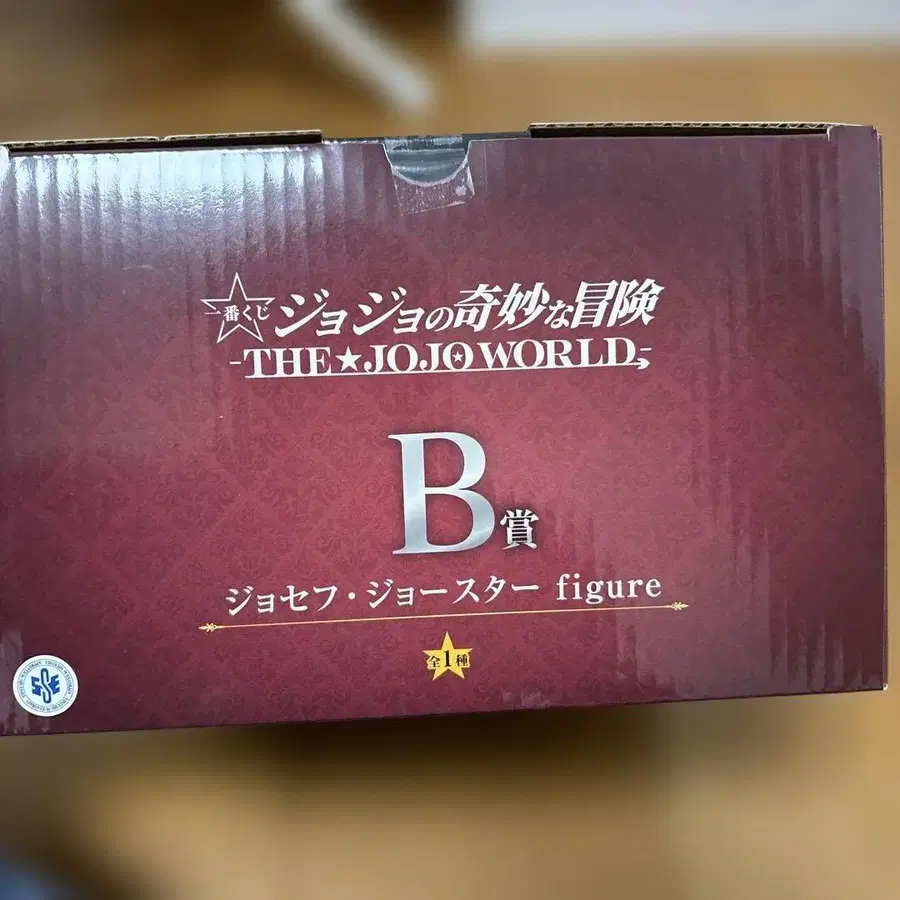 一番くじ ジョジョの奇妙な冒険
-THE★JOJO WORLD-
B賞
ジョセフ・ジョースター figure
全1種